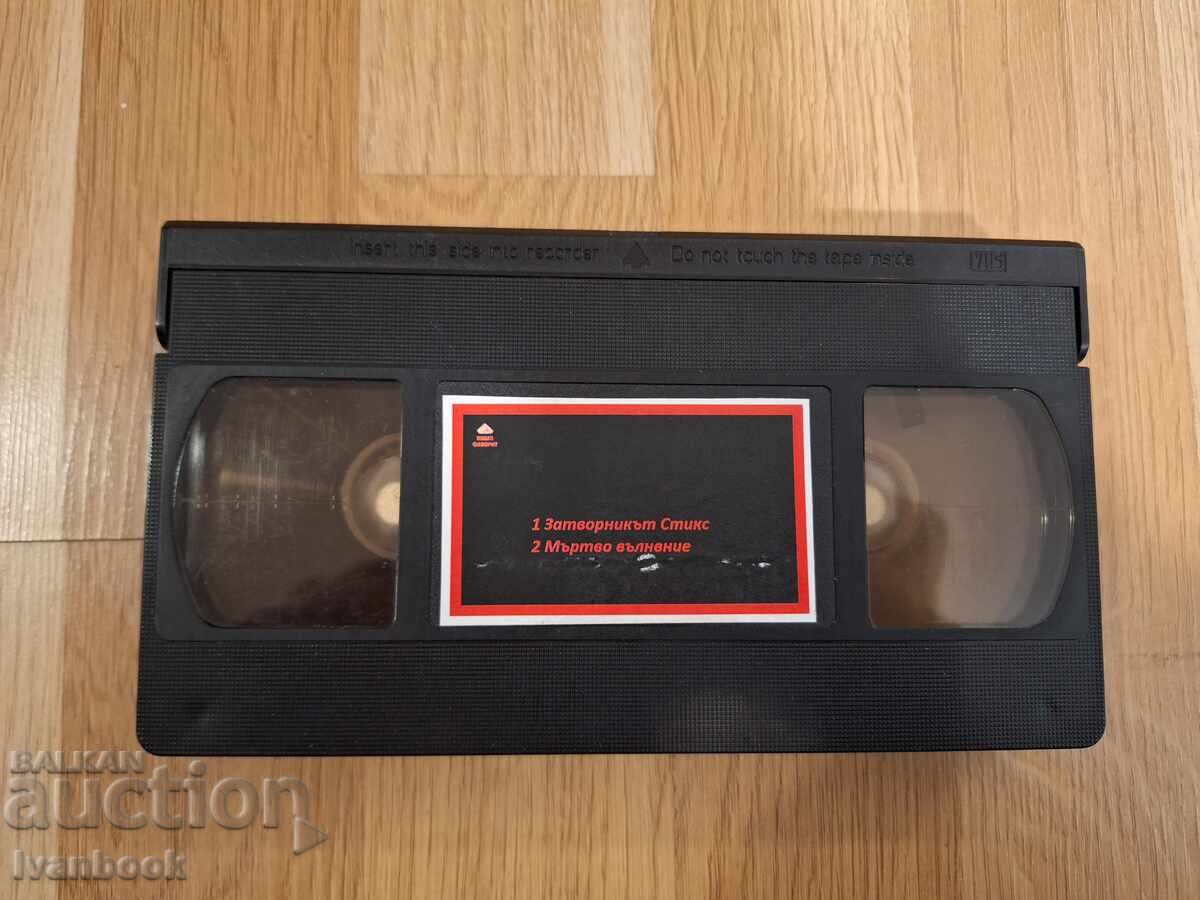 Insert this side into recorder Do not touch the tape inside VHS
1 Затворникът Стикс
2 Мъртво вълнвние
BALKAN
auction
Ivanbook